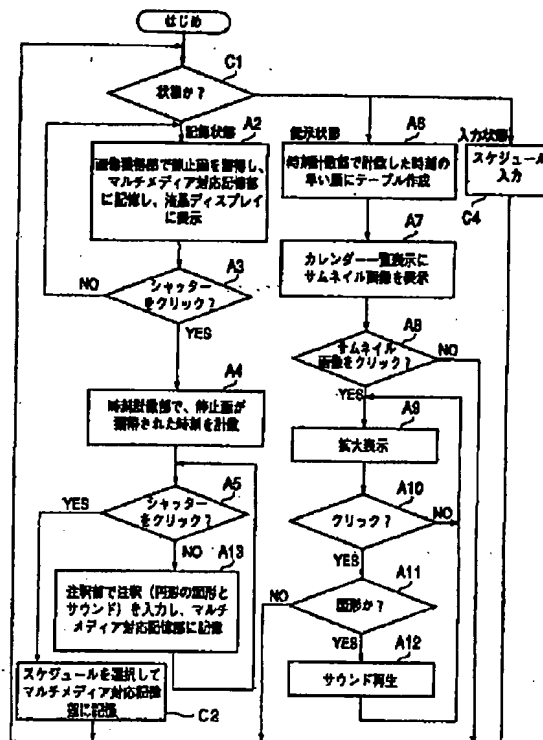 はじめ
C1
状態か?
記憶状態
A2
画像獲得部で静止画を獲得し、
マルチメディア対応記憶部
に記憶し、液晶ディスプレイ
に提示
A3
シャッター
をクリック?
NO
YES
A4
時刻計数部で、静止画が
獲得された時刻を計数
A5
シャッター
をクリック?
YES
NO
A13
注釈部で注釈(円形の図形と
サウンド)を入力し、マルチ
メディア対応記憶部に記憶
スケジュールを選択して
マルチメディア対応記憶
部に記憶
C2
提示状態
A6
時刻計数部で計数した時刻の
早い順にテーブル作成
A7
カレンダー一覧表示に
サムネイル画像を提示
A8
サムネイル
画像をクリック?
NO
YES
A9
拡大表示
A10
クリック?
NO
YES
A11
図形か?
NO
YES
A12
サウンド再生
入力状態
スケジュール
入力
C4